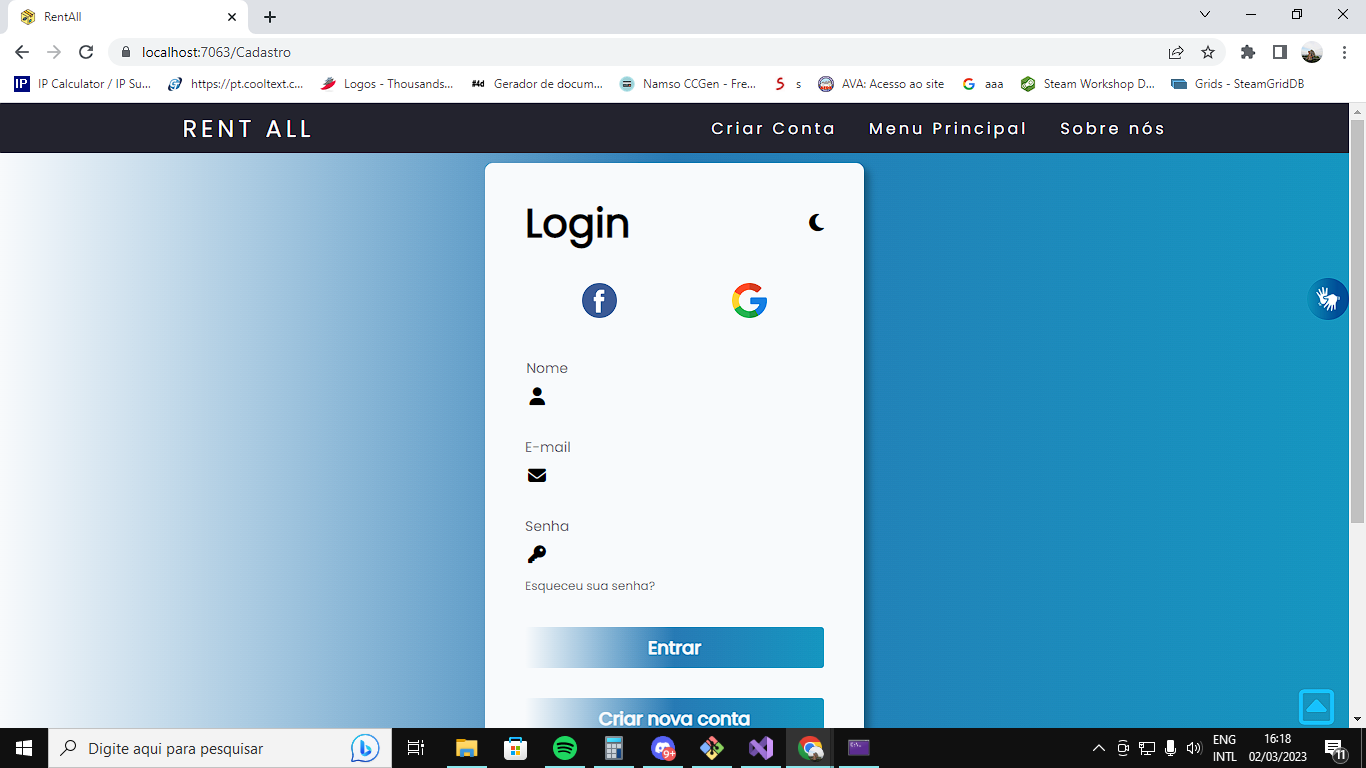 RentAll
localhost:7063/Cadastro
IP
IP Calculator / IP Su...
https://pt.cooltext.c...
Logos - Thousands...
#4d
Gerador de docum...
Namso CCGen - Fre...
S
s
AVA: Acesso ao site
aaa
Steam Workshop D...
Grids - SteamGridDB
RENT ALL
Criar Conta
Menu Principal
Sobre nós
Login
Nome
E-mail
Senha
Esqueceu sua senha?
Entrar
Criar nova conta
Digite aqui para pesquisar
9+
ENG
INTL
16:18
02/03/2023
11